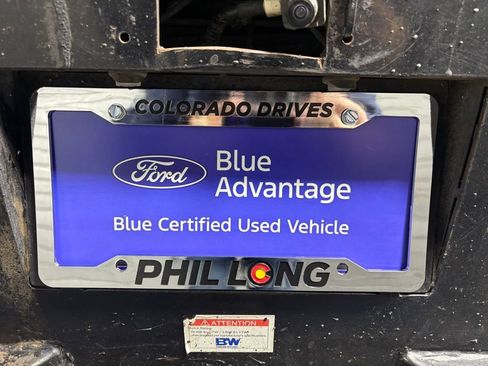 COLORADO DRIVES
Ford
Blue
Advantage
Blue Certified Used Vehicle
PHIL LONG
ATTENTION
BW